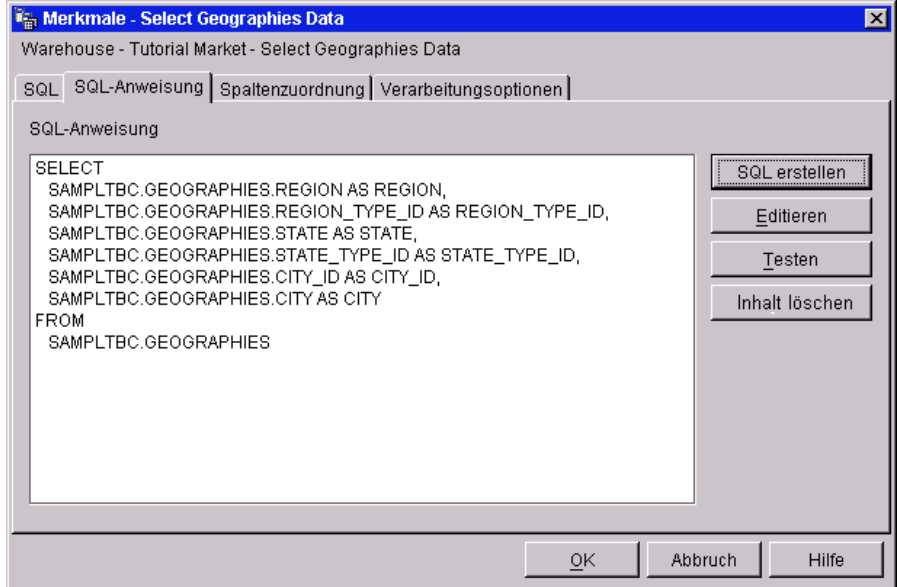 Merkmale - Select Geographies Data
Warehouse - Tutorial Market - Select Geographies Data
SQL SQL-Anweisung Spaltenzuordnung Verarbeitungsoptionen
SQL-Anweisung
SELECT
SAMPLTBC.GEOGRAPHIES.REGION AS REGION,
SAMPLTBC.GEOGRAPHIES.REGION_TYPE_ID AS REGION_TYPE_ID,
SAMPLTBC.GEOGRAPHIES.STATE AS STATE,
SAMPLTBC.GEOGRAPHIES.STATE_TYPE_ID AS STATE_TYPE_ID,
SAMPLTBC.GEOGRAPHIES.CITY_ID AS CITY_ID,
SAMPLTBC.GEOGRAPHIES.CITY AS CITY
FROM
SAMPLTBC.GEOGRAPHIES
SQL erstellen
Editieren
Testen
Inhalt löschen
OK Abbruch Hilfe